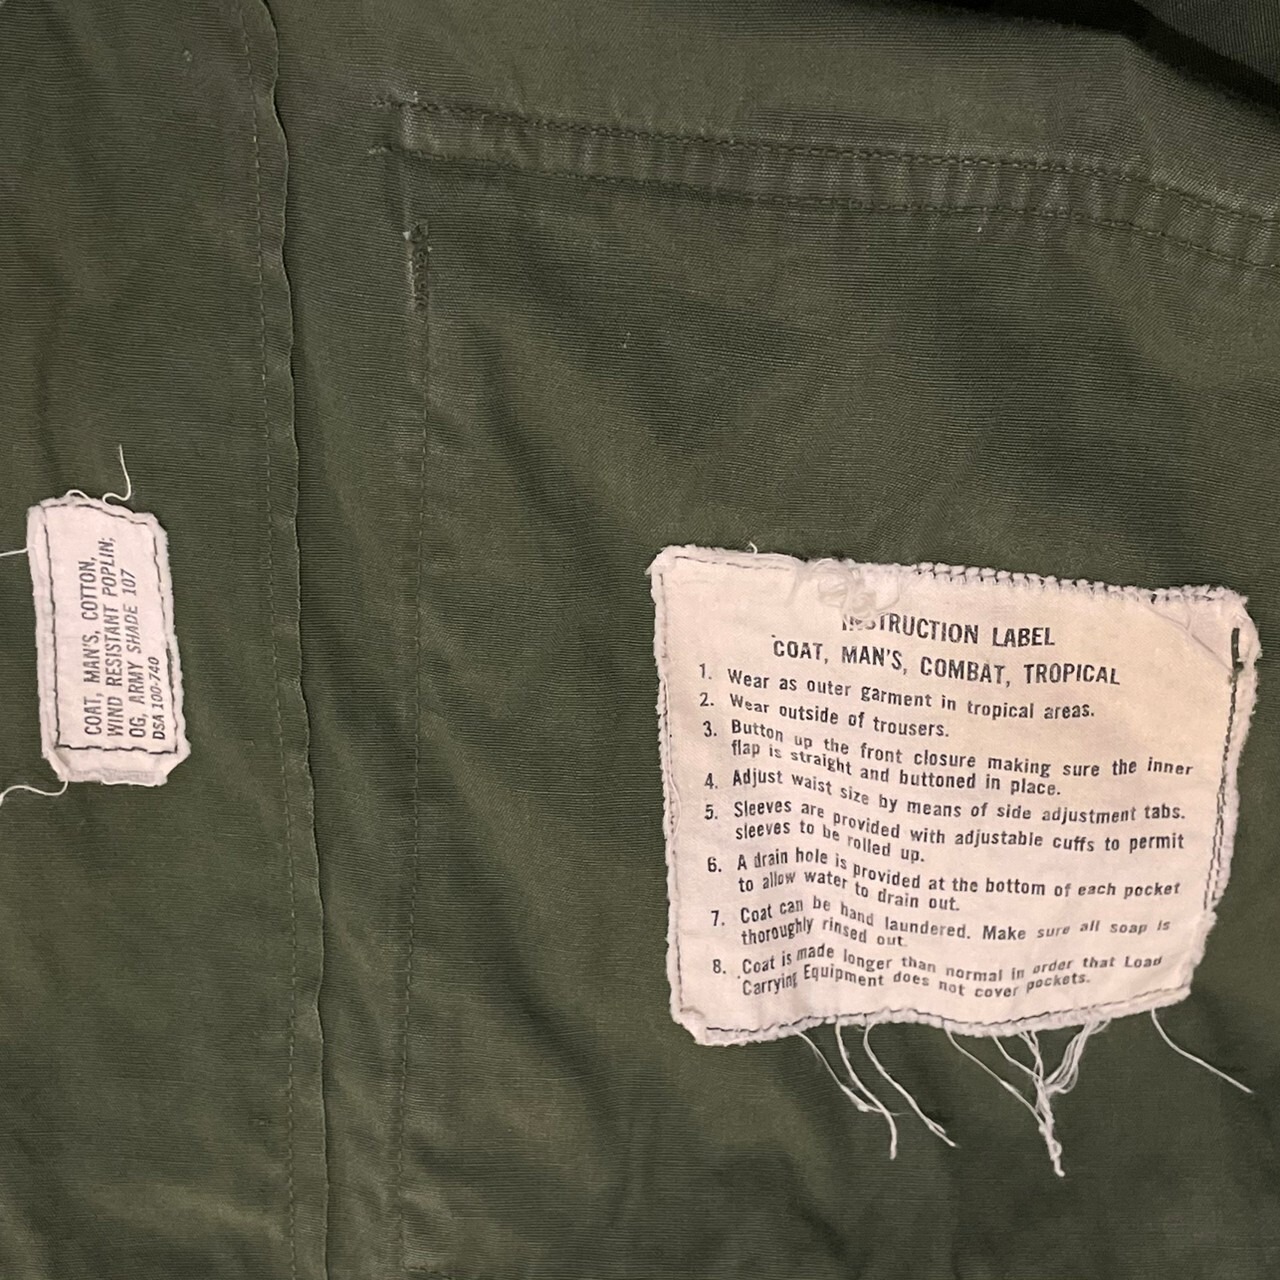 COAT, MAN'S, COTTON,
WIND RESISTANT POPLIN;
OG, ARMY SHADE 107
DSA 100-740
INSTRUCTION LABEL
COAT, MAN'S, COMBAT, TROPICAL
1. Wear as outer garment in tropical areas.
2. Wear outside of trousers.
3. Button up the front closure making sure the inner
flap is straight and buttoned in place.
4. Adjust waist size by means of side adjustment tabs.
5. Sleeves are provided with adjustable cuffs to permit
sleeves to be rolled up.
6. A drain hole is provided at the bottom of each pocket
to allow water to drain out.
7. Coat can be hand laundered. Make sure all soap is
thoroughly rinsed out.
8. Coat is made longer than normal in order that Load
Carrying Equipment does not cover pockets.